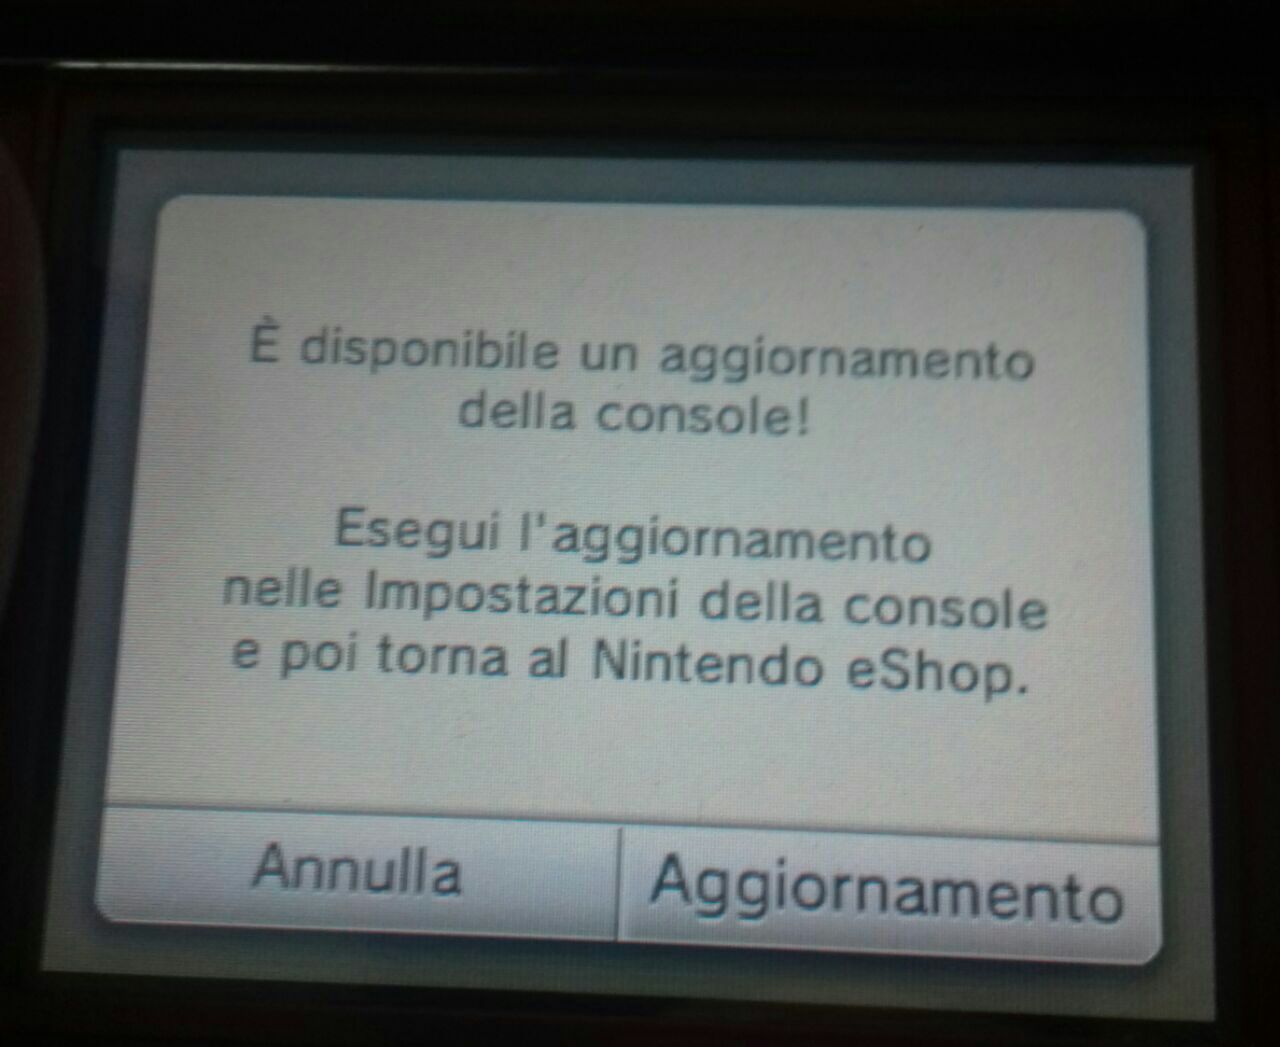 È disponibile un aggiornamento
della console!
Esegui l'aggiornamento
nelle Impostazioni della console
e poi torna al Nintendo eShop.
Annulla
Aggiornamento